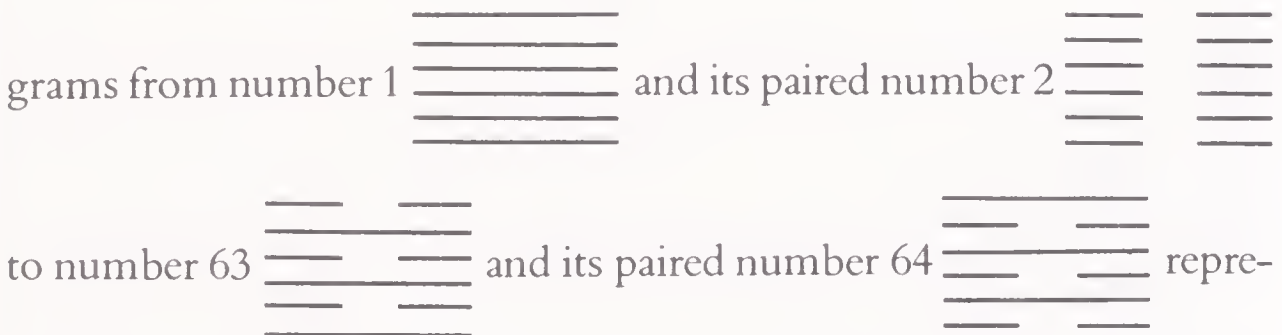 grams from number 1 ䷀ and its paired number 2 ䷁
to number 63 ䷾ and its paired number 64 ䷿ repre-